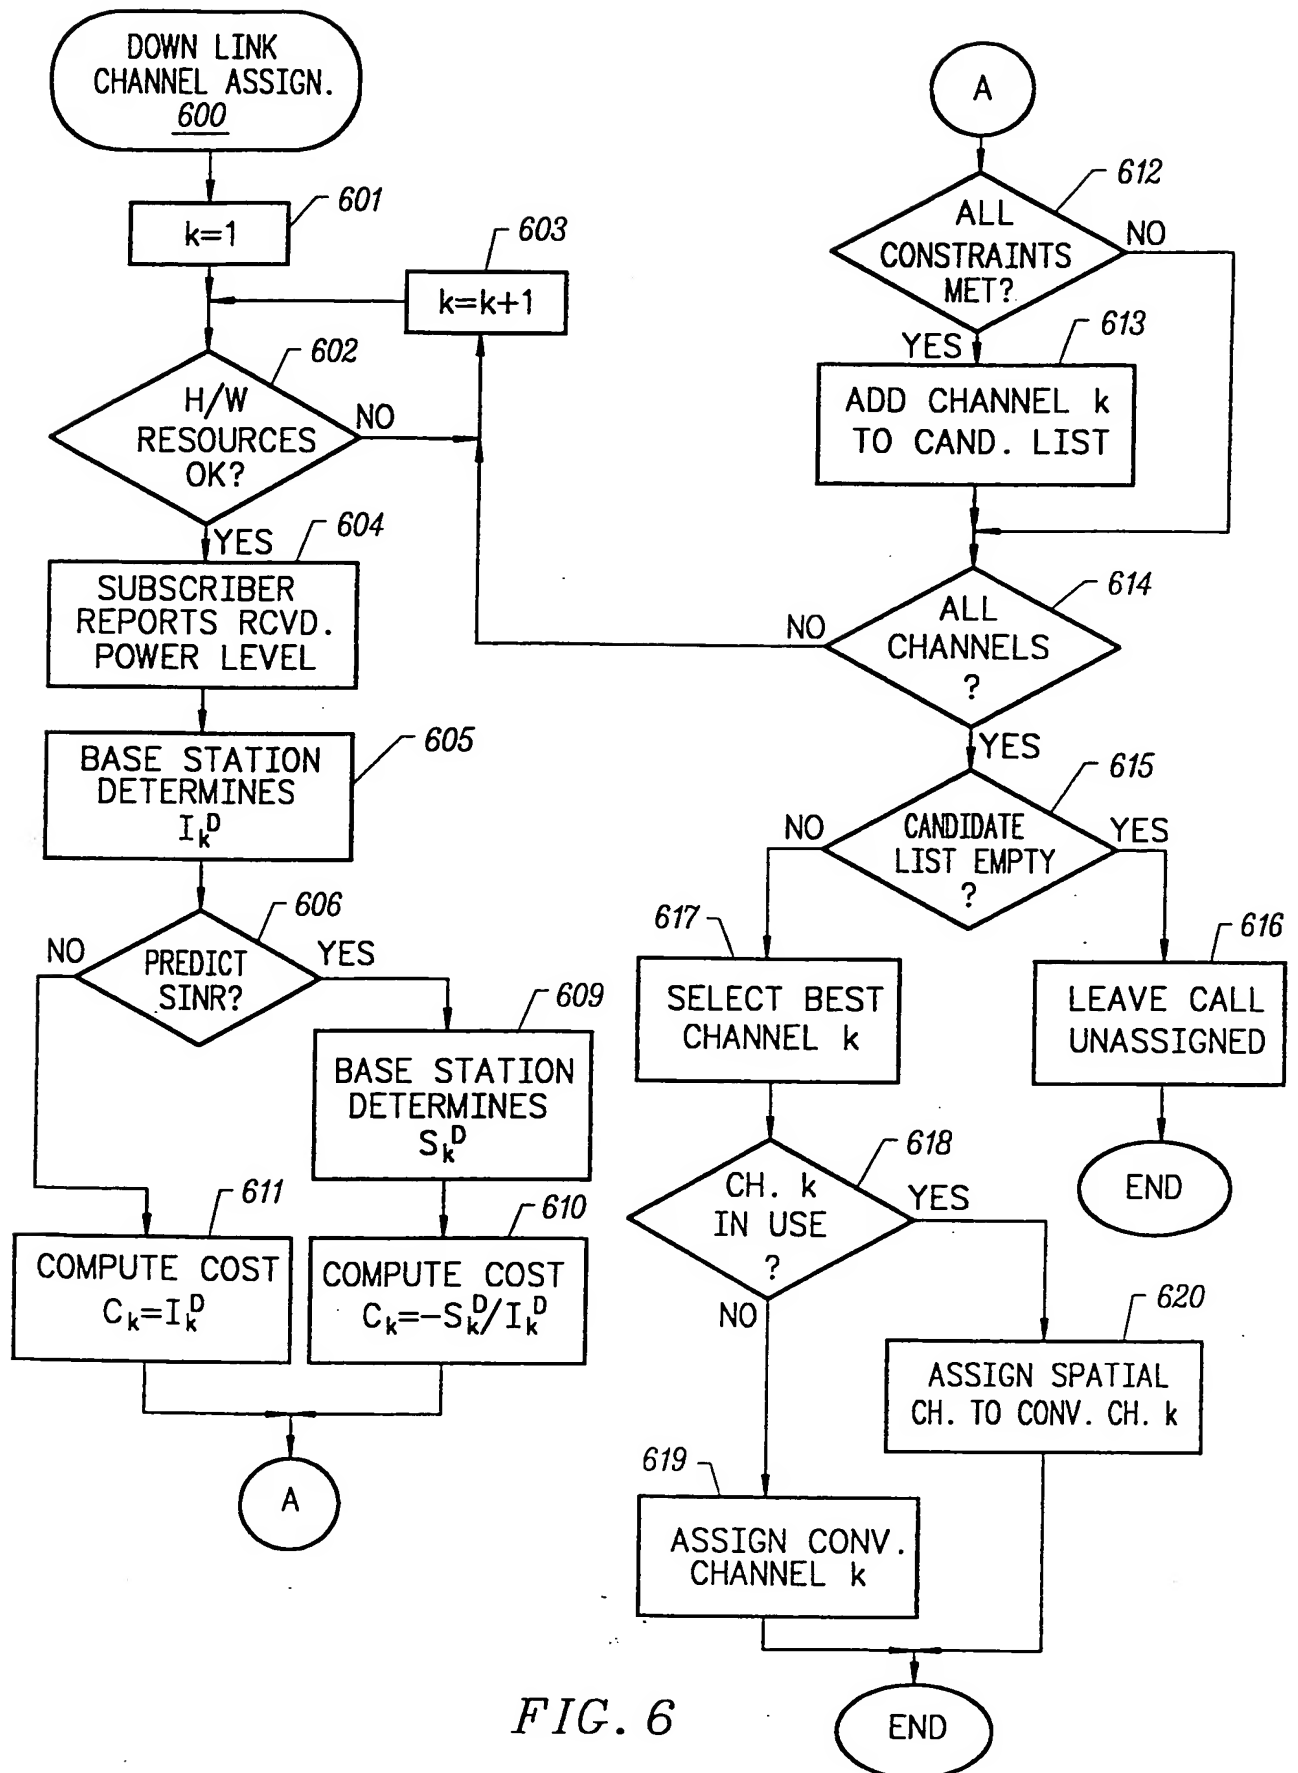 DOWN LINK
CHANNEL ASSIGN.
600
601
k=1
603
k=k+1
602
H/W
RESOURCES
OK?
NO
YES
604
SUBSCRIBER
REPORTS RCVD.
POWER LEVEL
605
BASE STATION
DETERMINES
I_k^D
606
NO
PREDICT
SINR?
YES
609
BASE STATION
DETERMINES
S_k^D
611
COMPUTE COST
C_k=I_k^D
610
COMPUTE COST
C_k=-S_k^D/I_k^D
A
A
612
ALL
CONSTRAINTS
MET?
NO
YES
613
ADD CHANNEL k
TO CAND. LIST
614
NO
ALL
CHANNELS
?
YES
615
NO
CANDIDATE
LIST EMPTY
?
YES
617
SELECT BEST
CHANNEL k
616
LEAVE CALL
UNASSIGNED
END
618
CH. k
IN USE
?
YES
NO
620
ASSIGN SPATIAL
CH. TO CONV. CH. k
619
ASSIGN CONV.
CHANNEL k
END
FIG. 6